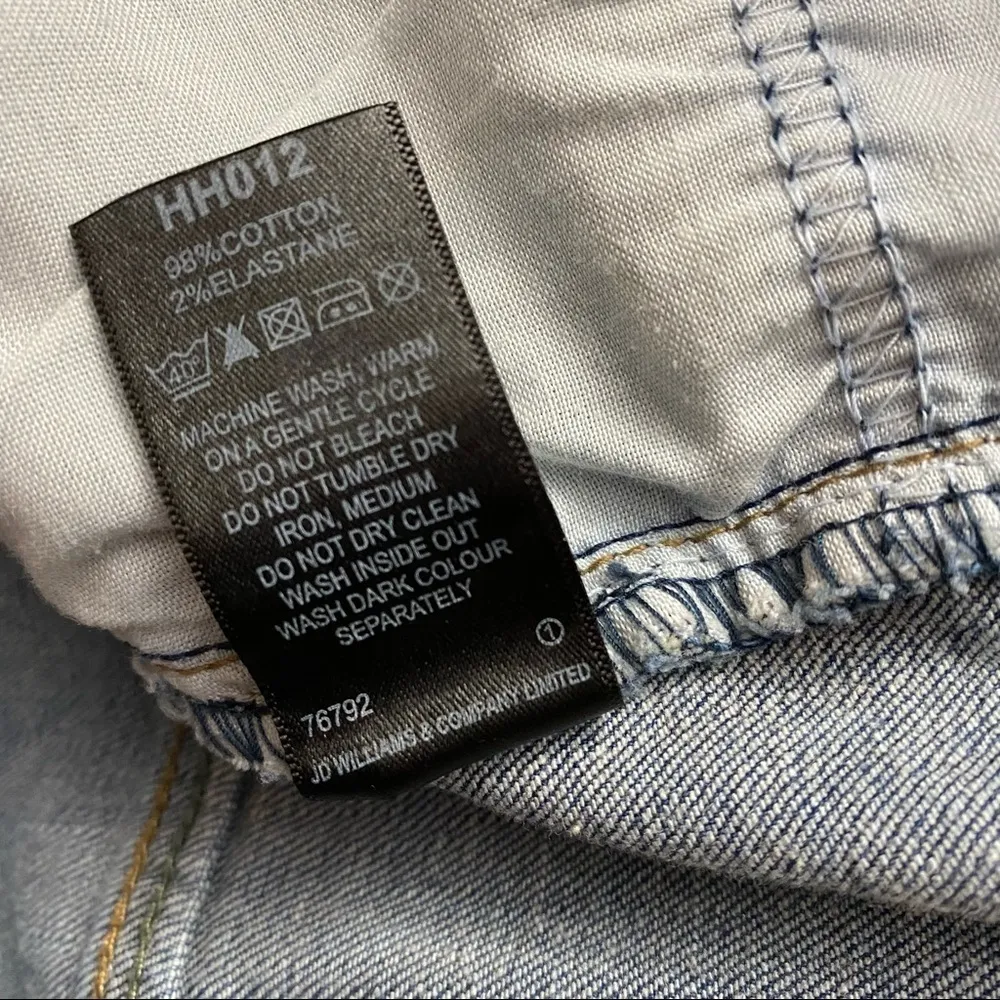 HH012
98%COTTON
2%ELASTANE
40
MACHINE WASH, WARM
ON A GENTLE CYCLE
DO NOT BLEACH
DO NOT TUMBLE DRY
IRON, MEDIUM
DO NOT DRY CLEAN
WASH INSIDE OUT
WASH DARK COLOUR
SEPARATELY
1
76792
JD WILLIAMS & COMPANY LIMITED